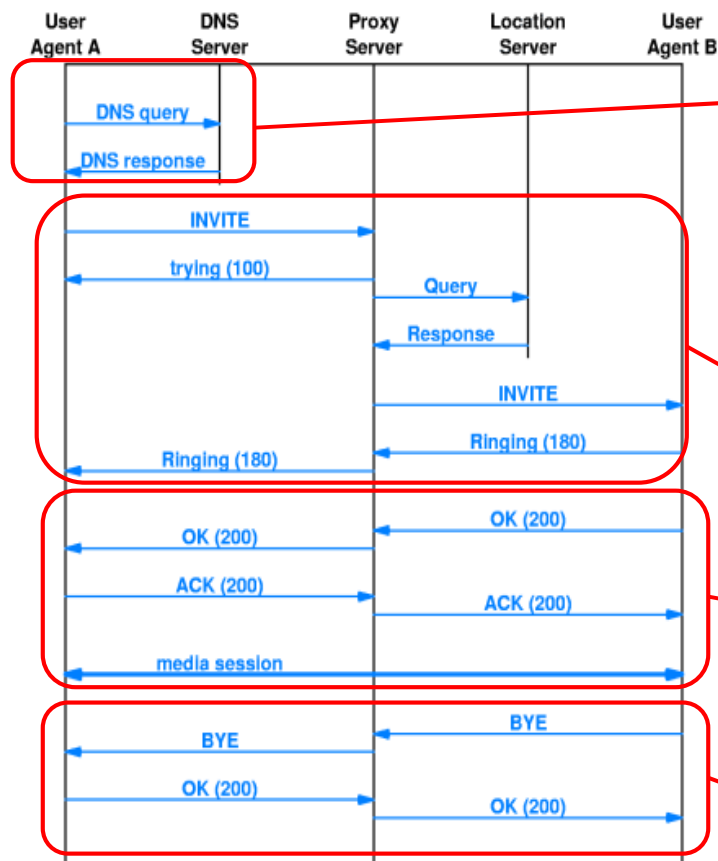 User Agent A
DNS Server
Proxy Server
Location Server
User Agent B
DNS query
DNS response
INVITE
trying (100)
Query
Response
INVITE
Ringing (180)
Ringing (180)
OK (200)
OK (200)
ACK (200)
ACK (200)
media session
BYE
BYE
OK (200)
OK (200)